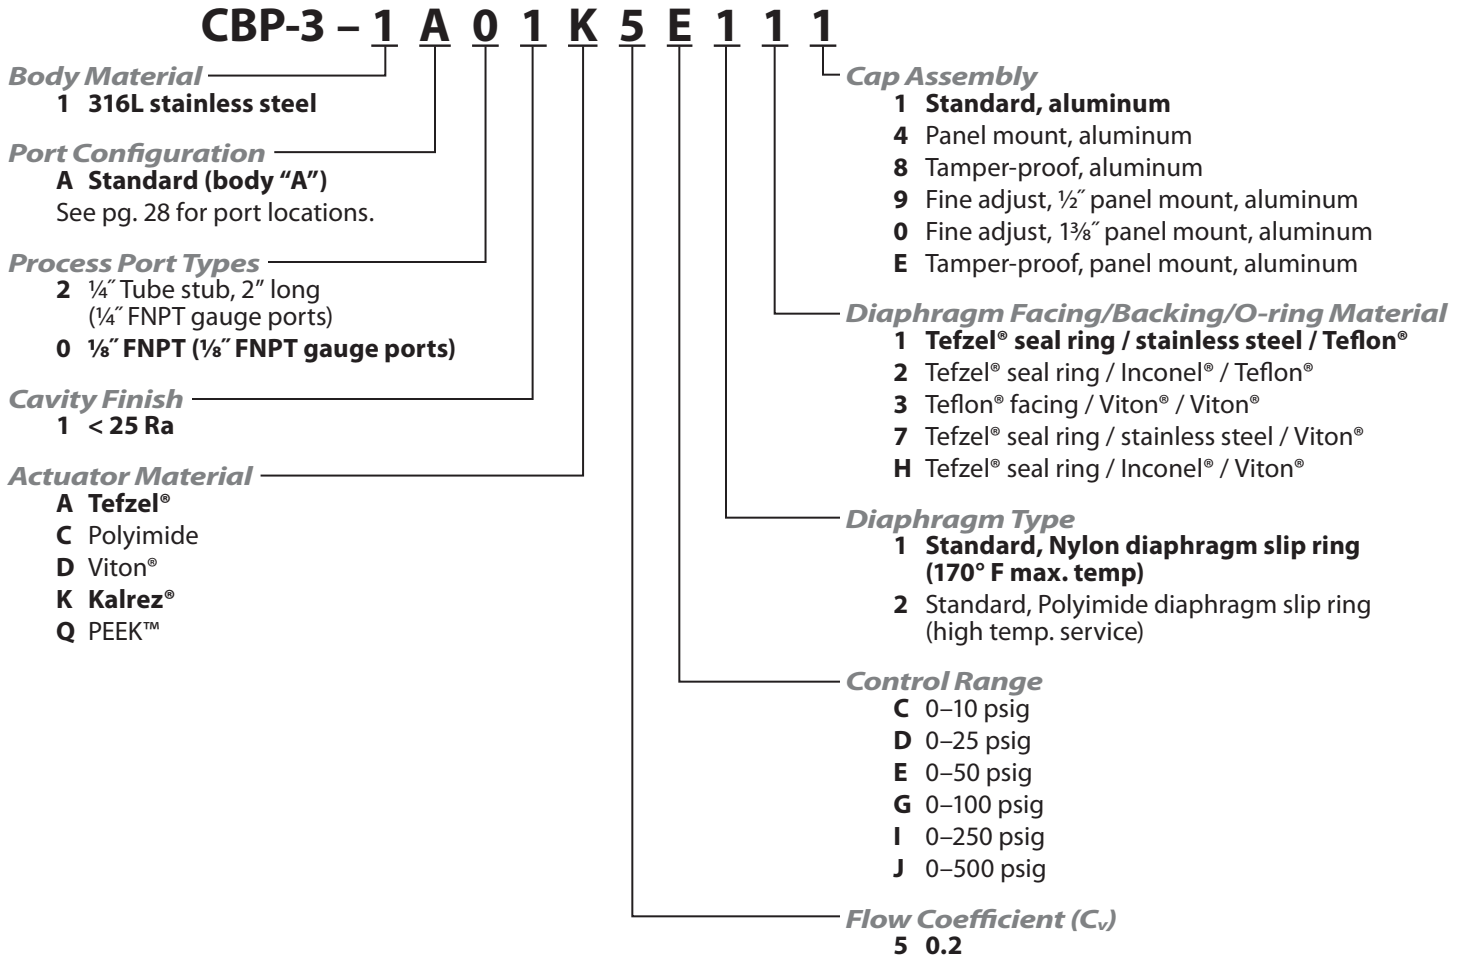 CBP-3 – 1 A 0 1 K 5 E 1 1 1
Body Material
1 316L stainless steel
Port Configuration
A Standard (body “A”)
See pg. 28 for port locations.
Process Port Types
2 ¼˝ Tube stub, 2” long
(¼˝ FNPT gauge ports)
0 ⅛˝ FNPT (⅛˝ FNPT gauge ports)
Cavity Finish
1 < 25 Ra
Actuator Material
A Tefzel®
C Polyimide
D Viton®
K Kalrez®
Q PEEK™
Cap Assembly
1 Standard, aluminum
4 Panel mount, aluminum
8 Tamper-proof, aluminum
9 Fine adjust, ½˝ panel mount, aluminum
0 Fine adjust, 1⅜˝ panel mount, aluminum
E Tamper-proof, panel mount, aluminum
Diaphragm Facing/Backing/O-ring Material
1 Tefzel® seal ring / stainless steel / Teflon®
2 Tefzel® seal ring / Inconel® / Teflon®
3 Teflon® facing / Viton® / Viton®
7 Tefzel® seal ring / stainless steel / Viton®
H Tefzel® seal ring / Inconel® / Viton®
Diaphragm Type
1 Standard, Nylon diaphragm slip ring
(170° F max. temp)
2 Standard, Polyimide diaphragm slip ring
(high temp. service)
Control Range
C 0–10 psig
D 0–25 psig
E 0–50 psig
G 0–100 psig
I 0–250 psig
J 0–500 psig
Flow Coefficient (Cv)
5 0.2